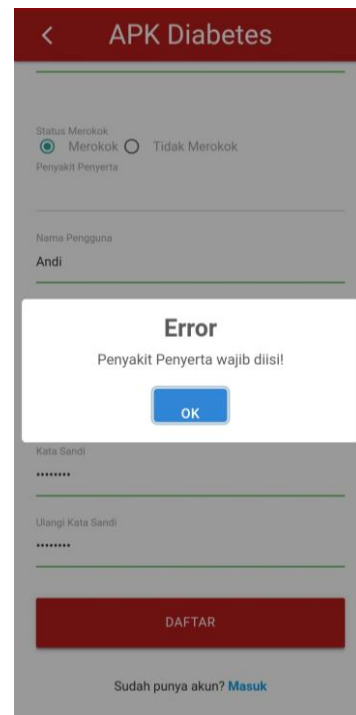 APK Diabetes
Status Merokok
Merokok Tidak Merokok
Penyakit Penyerta
Nama Pengguna
Andi
Error
Penyakit Penyerta wajib diisi!
OK
Kata Sandi
••••••••
Ulangi Kata Sandi
••••••••
DAFTAR
Sudah punya akun? Masuk